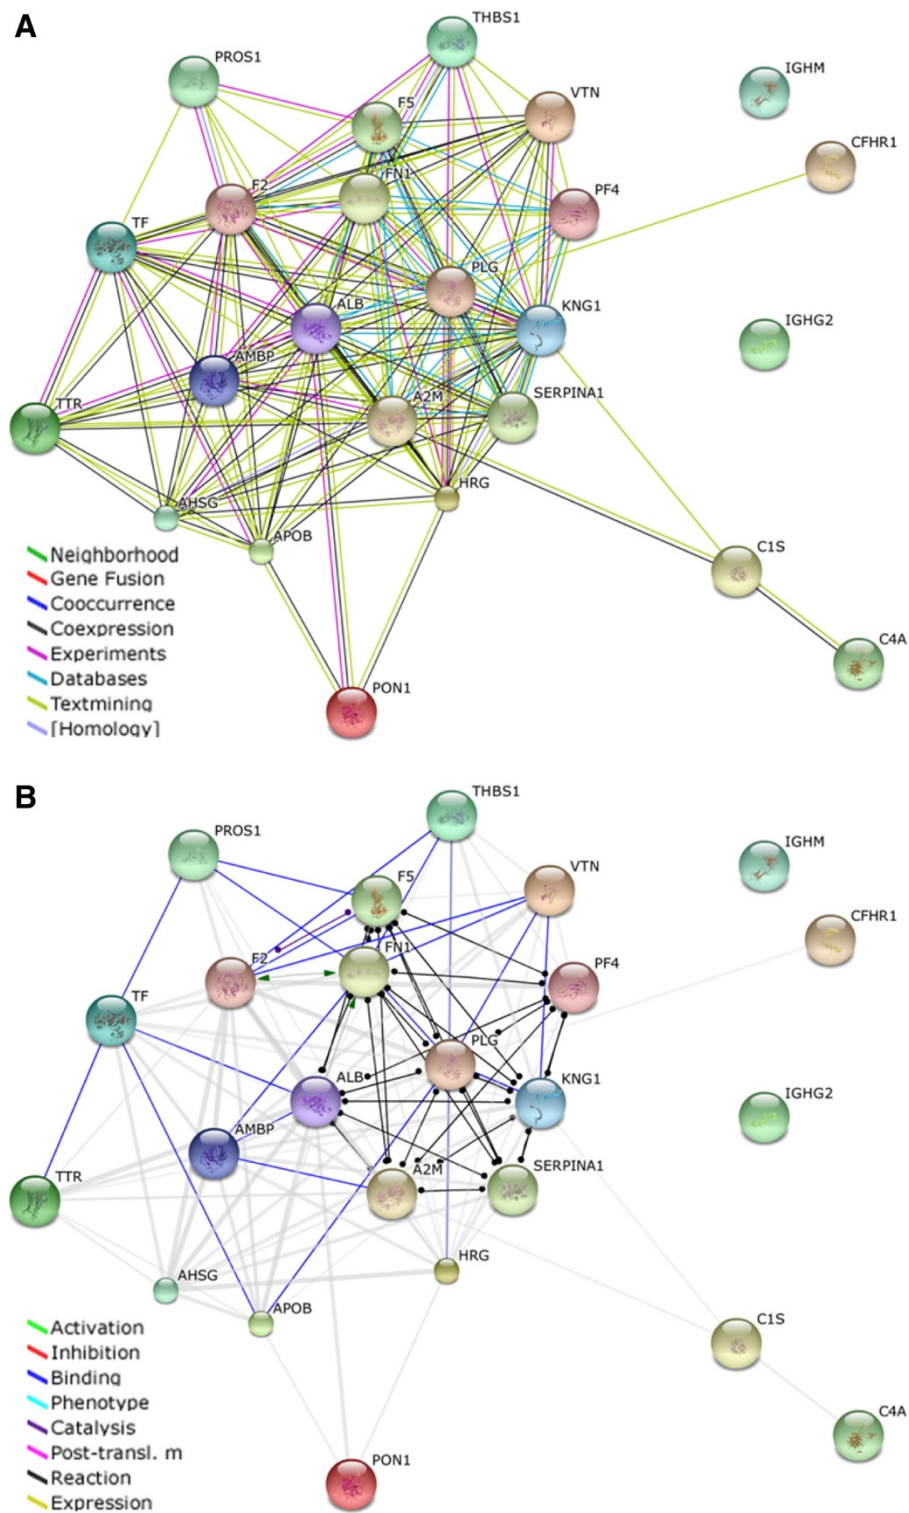 A
THBS1
PROS1
IGHM
F5
VTN
CFHR1
FN1
F2
PF4
TF
PLG
ALB
KNG1
IGHG2
AMBP
A2M
SERPINA1
TTR
HRG
AHSG
APOB
C1S
C4A
PON1
Neighborhood
Gene Fusion
Cooccurrence
Coexpression
Experiments
Databases
Textmining
[Homology]
B
THBS1
PROS1
IGHM
F5
VTN
CFHR1
FN1
F2
PF4
TF
PLG
ALB
KNG1
IGHG2
AMBP
A2M
SERPINA1
TTR
HRG
AHSG
APOB
C1S
C4A
PON1
Activation
Inhibition
Binding
Phenotype
Catalysis
Post-transl. m
Reaction
Expression